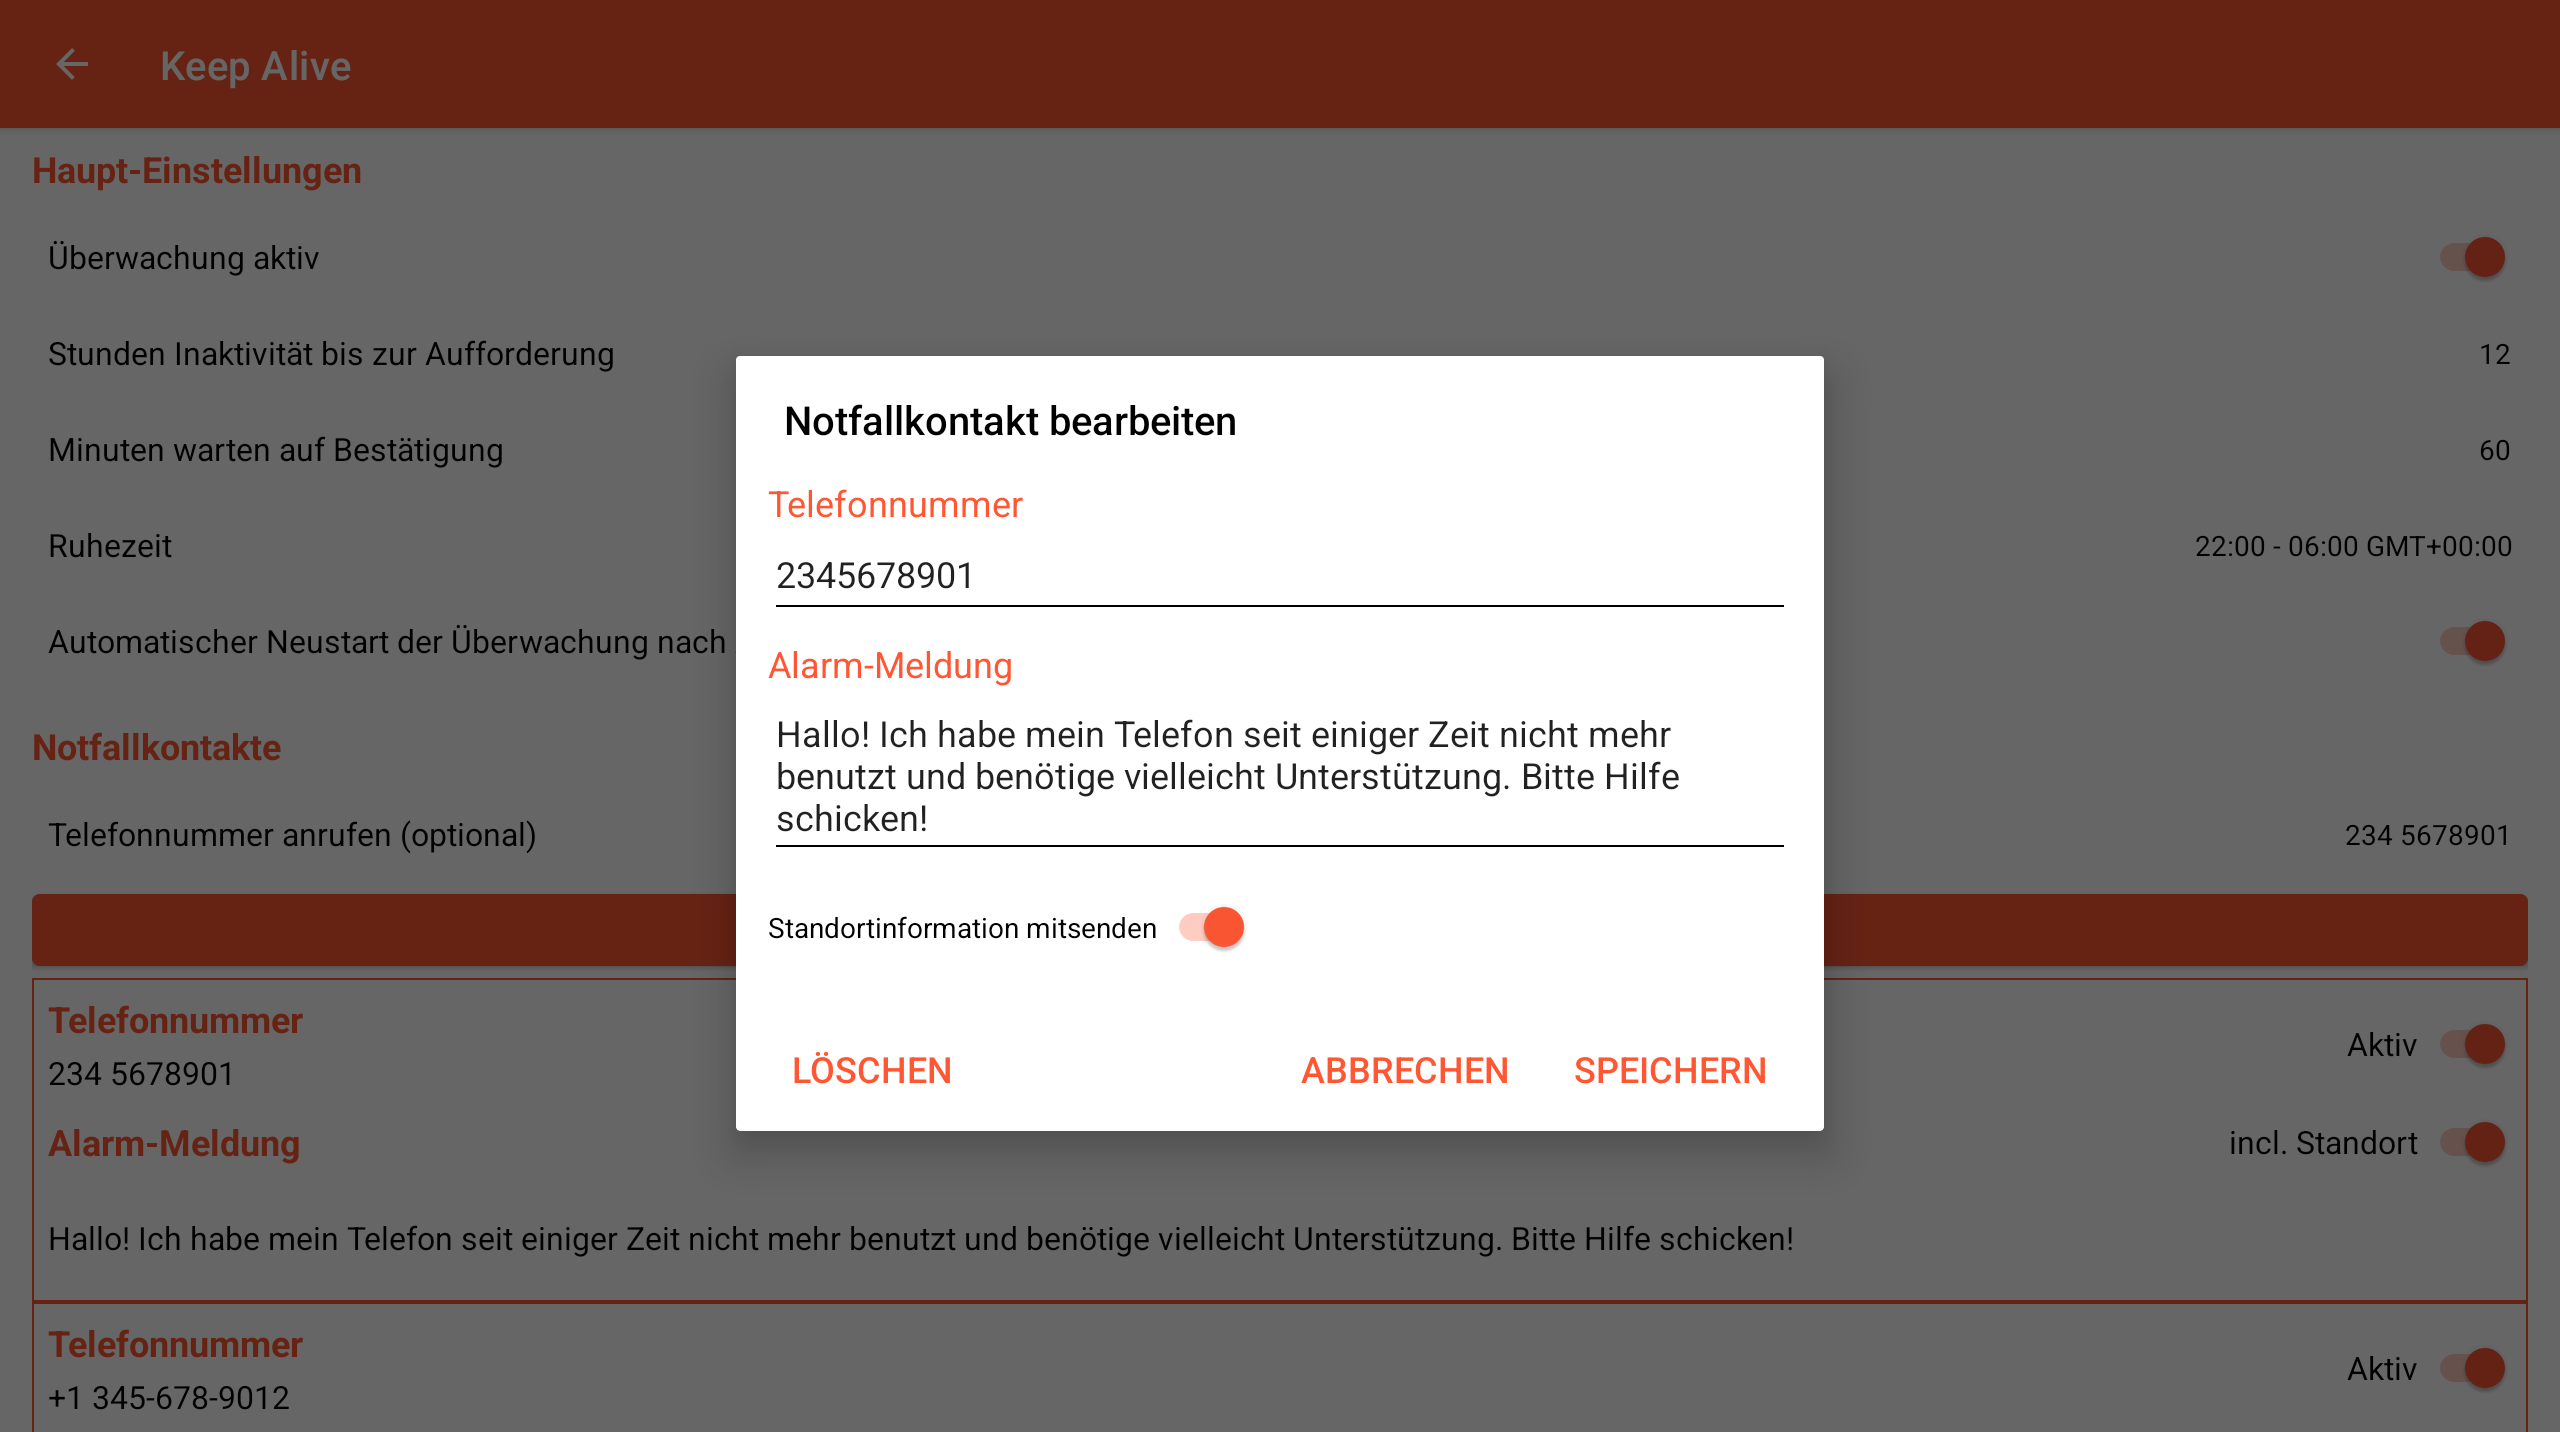 Keep Alive
Haupt-Einstellungen
Überwachung aktiv
Stunden Inaktivität bis zur Aufforderung
12
Minuten warten auf Bestätigung
60
Ruhezeit
22:00 - 06:00 GMT+00:00
Automatischer Neustart der Überwachung nach
Notfallkontakte
Telefonnummer anrufen (optional)
234 5678901
Telefonnummer
234 5678901
Aktiv
Alarm-Meldung
incl. Standort
Hallo! Ich habe mein Telefon seit einiger Zeit nicht mehr benutzt und benötige vielleicht Unterstützung. Bitte Hilfe schicken!
Telefonnummer
+1 345-678-9012
Aktiv
Notfallkontakt bearbeiten
Telefonnummer
2345678901
Alarm-Meldung
Hallo! Ich habe mein Telefon seit einiger Zeit nicht mehr
benutzt und benötige vielleicht Unterstützung. Bitte Hilfe
schicken!
Standortinformation mitsenden
LÖSCHEN
ABBRECHEN
SPEICHERN